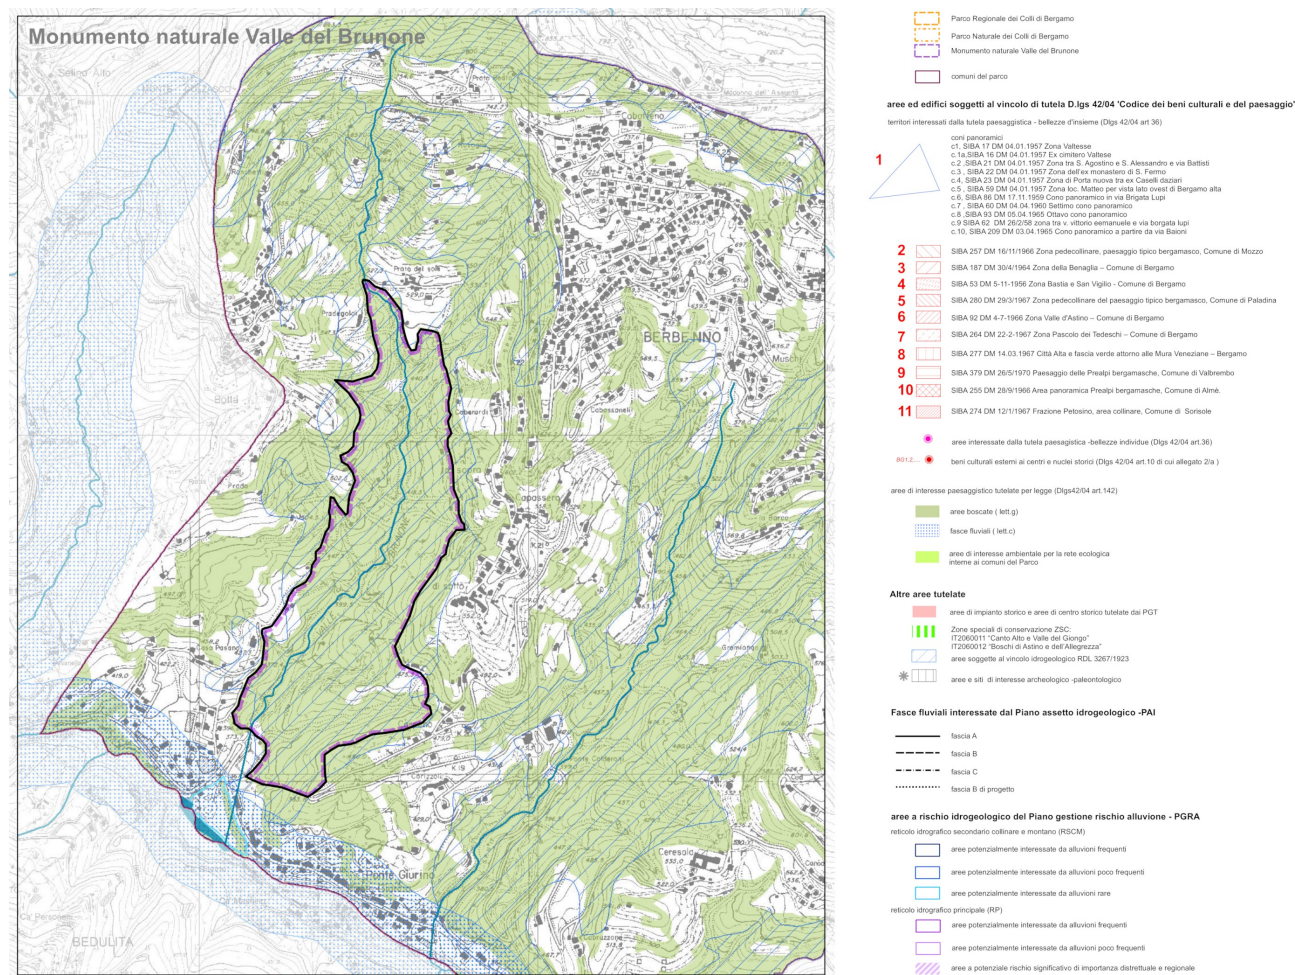 Monumento naturale Valle del Brunone
Selino Alto
Botta
Prato del sole
Pradegoloi
BERBENNO
Muschi
Cabassaneli
Capassero
Prada
Gramianga
Carizzoli
Ceresola
Ponte Giurino
BEDULITA
Parco Regionale dei Colli di Bergamo
Parco Naturale dei Colli di Bergamo
Monumento naturale Valle del Brunone
comuni del parco
aree ed edifici soggetti al vincolo di tutela D.lgs 42/04 'Codice dei beni culturali e del paesaggio'
territori interessati dalla tutela paesaggistica - bellezze d'insieme (Dlgs 42/04 art 36)
1
coni panoramici
c1, SIBA 17 DM 04.01.1957 Zona Valtesse
c.1a,SIBA 16 DM 04.01.1957 Ex cimitero Valtese
c.2 ,SIBA 21 DM 04.01.1957 Zona tra S. Agostino e S. Alessandro e via Battisti
c.3 , SIBA 22 DM 04.01.1957 Zona dell'ex monastero di S. Fermo
c.4, SIBA 23 DM 04.01.1957 Zona di Porta nuova tra ex Caselli daziari
c.5 , SIBA 59 DM 04.01.1957 Zona loc. Matteo per vista lato ovest di Bergamo alta
c.6, SIBA 86 DM 17.11.1959 Cono panoramico in via Brigata Lupi
c.7 , SIBA 60 DM 04.04.1960 Settimo cono panoramico
c.8 ,SIBA 93 DM 05.04.1965 Ottavo cono panoramico
c.9 SIBA 62 DM 26/2/58 zona tra v. vittorio eemanuele e via borgata lupi
c.10, SIBA 209 DM 03.04.1965 Cono panoramico a partire da via Baioni
2 SIBA 257 DM 16/11/1966 Zona pedecollinare, paesaggio tipico bergamasco, Comune di Mozzo
3 SIBA 187 DM 30/4/1964 Zona della Benaglia – Comune di Bergamo
4 SIBA 53 DM 5-11-1956 Zona Bastia e San Vigilio - Comune di Bergamo
5 SIBA 280 DM 29/3/1967 Zona pedecollinare del paesaggio tipico bergamasco, Comune di Paladina
6 SIBA 92 DM 4-7-1966 Zona Valle d'Astino – Comune di Bergamo
7 SIBA 264 DM 22-2-1967 Zona Pascolo dei Tedeschi – Comune di Bergamo
8 SIBA 277 DM 14.03.1967 Città Alta e fascia verde attorno alle Mura Veneziane – Bergamo
9 SIBA 379 DM 26/5/1970 Paesaggio delle Prealpi bergamasche, Comune di Valbrembo
10 SIBA 255 DM 28/9/1966 Area panoramica Prealpi bergamasche, Comune di Almè.
11 SIBA 274 DM 12/1/1967 Frazione Petosino, area collinare, Comune di Sorisole
aree interessate dalla tutela paesagistica -bellezze individue (Dlgs 42/04 art.36)
BG1,2,... beni culturali esterni ai centri e nuclei storici (Dlgs 42/04 art.10 di cui allegato 2/a )
aree di interesse paesaggistico tutelate per legge (Dlgs42/04 art.142)
aree boscate ( lett.g)
fasce fluviali ( lett.c)
aree di interesse ambientale per la rete ecologica
interne ai comuni del Parco
Altre aree tutelate
aree di impianto storico e aree di centro storico tutelate dai PGT
Zone speciali di conservazione ZSC:
IT2060011 "Canto Alto e Valle del Giongo"
IT2060012 "Boschi di Astino e dell'Allegrezza"
aree soggette al vincolo idrogeologico RDL 3267/1923
aree e siti di interesse archeologico -paleontologico
Fasce fluviali interessate dal Piano assetto idrogeologico -PAI
fascia A
fascia B
fascia C
fascia B di progetto
aree a rischio idrogeologico del Piano gestione rischio alluvione - PGRA
reticolo idrografico secondario collinare e montano (RSCM)
aree potenzialmente interessate da alluvioni frequenti
aree potenzialmente interessate da alluvioni poco frequenti
aree potenzialmente interessate da alluvioni rare
reticolo idrografico principale (RP)
aree potenzialmente interessate da alluvioni frequenti
aree potenzialmente interessate da alluvioni poco frequenti
aree a potenziale rischio significativo di importanza distrettuale e regionale